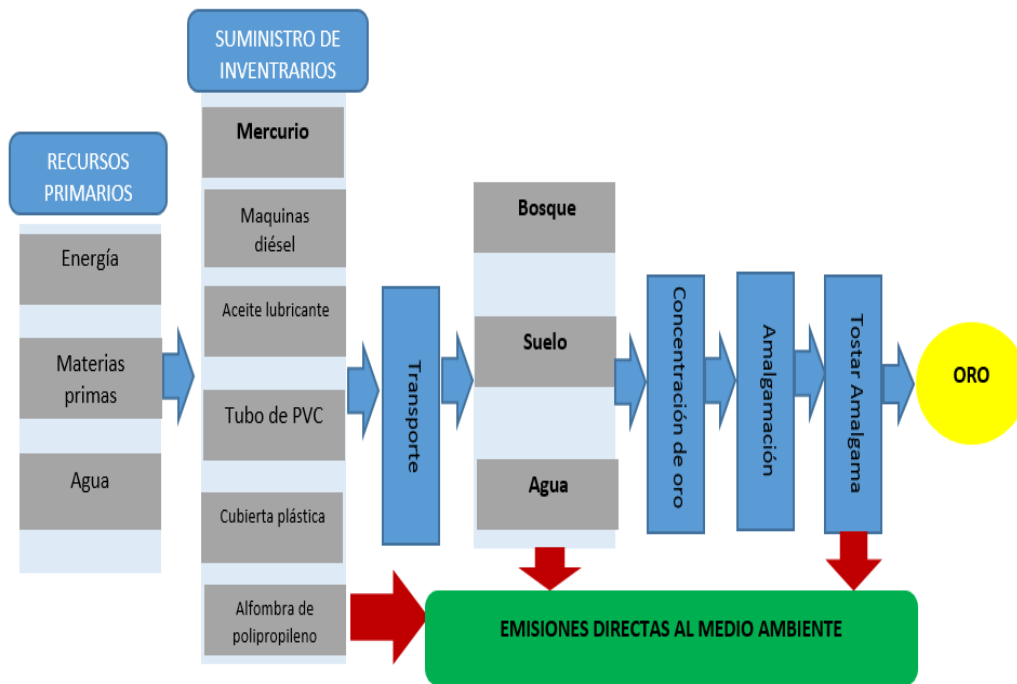 RECURSOS
PRIMARIOS
Energía
Materias
primas
Agua
SUMINISTRO DE
INVENTRARIOS
Mercurio
Maquinas
diésel
Aceite lubricante
Tubo de PVC
Cubierta plástica
Alfombra de
polipropileno
Transporte
Bosque
Suelo
Agua
Concentración de oro
Amalgamación
Tostar Amalgama
ORO
EMISIONES DIRECTAS AL MEDIO AMBIENTE